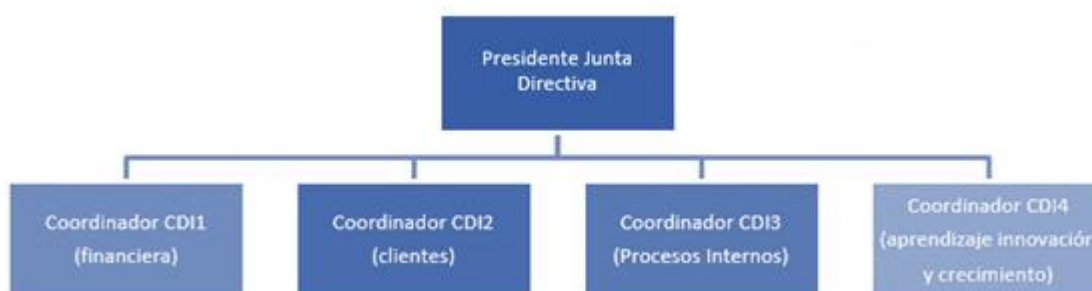 Presidente Junta
Directiva
Coordinador CDI1
(financiera)
Coordinador CDI2
(clientes)
Coordinador CDI3
(Procesos Internos)
Coordinador CDI4
(aprendizaje innovación
y crecimiento)